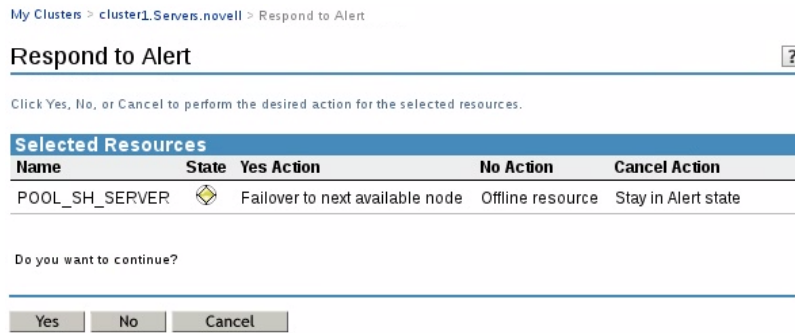 My Clusters > cluster1.Servers.novell > Respond to Alert
Respond to Alert
?
Click Yes, No, or Cancel to perform the desired action for the selected resources.
Selected Resources
Name State Yes Action No Action Cancel Action
POOL_SH_SERVER Failover to next available node Offline resource Stay in Alert state
Do you want to continue?
Yes No Cancel